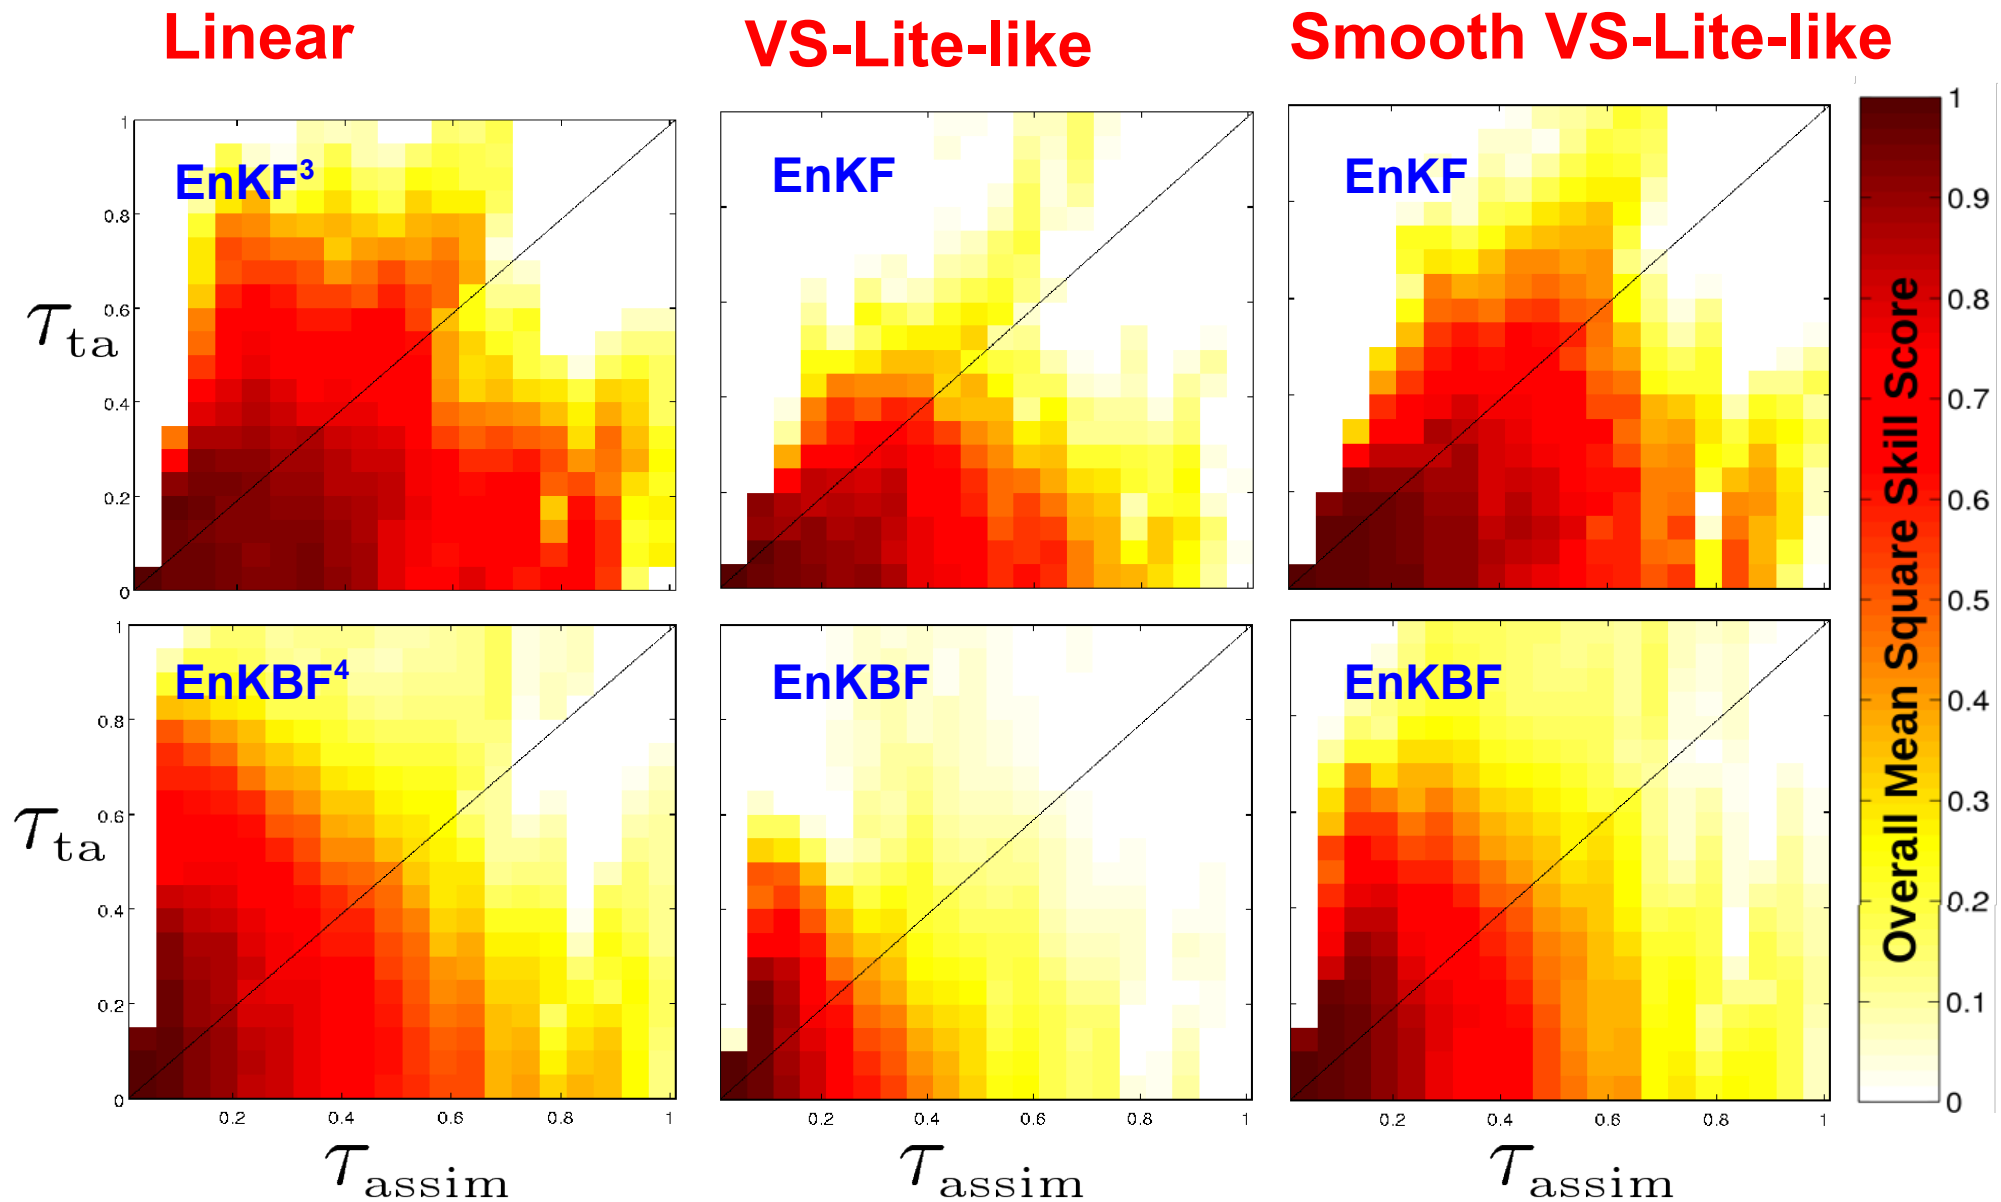 Linear
VS-Lite-like
Smooth VS-Lite-like
EnKF³
EnKF
EnKF
τta
1
0.8
0.6
0.4
0.2
0
EnKBF⁴
EnKBF
EnKBF
τta
1
0.8
0.6
0.4
0.2
0
0.2 0.4 0.6 0.8 1
0.2 0.4 0.6 0.8 1
0.2 0.4 0.6 0.8 1
τassim
τassim
τassim
Overall Mean Square Skill Score
1
0.9
0.8
0.7
0.6
0.5
0.4
0.3
0.2
0.1
0